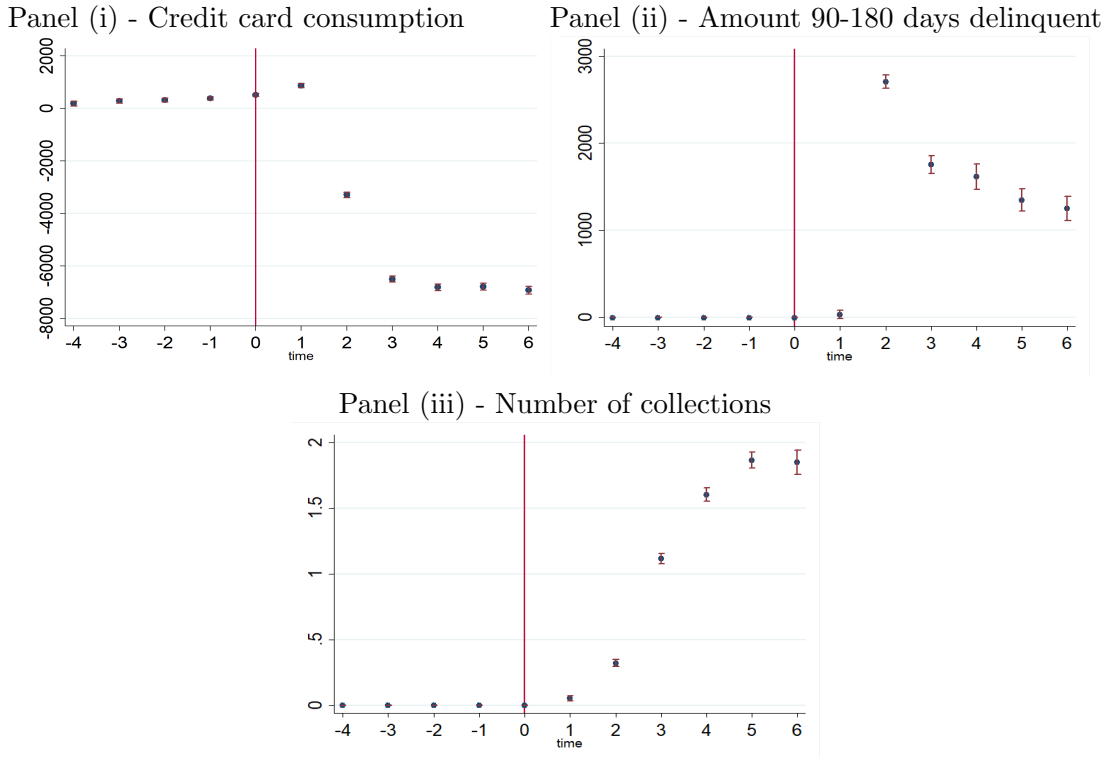 Panel (i) - Credit card consumption
Panel (ii) - Amount 90-180 days delinquent
2000
0
-2000
-4000
-6000
-8000
-4 -3 -2 -1 0 1 2 3 4 5 6
time
3000
2000
1000
0
-4 -3 -2 -1 0 1 2 3 4 5 6
time
Panel (iii) - Number of collections
2
1.5
1
.5
0
-4 -3 -2 -1 0 1 2 3 4 5 6
time